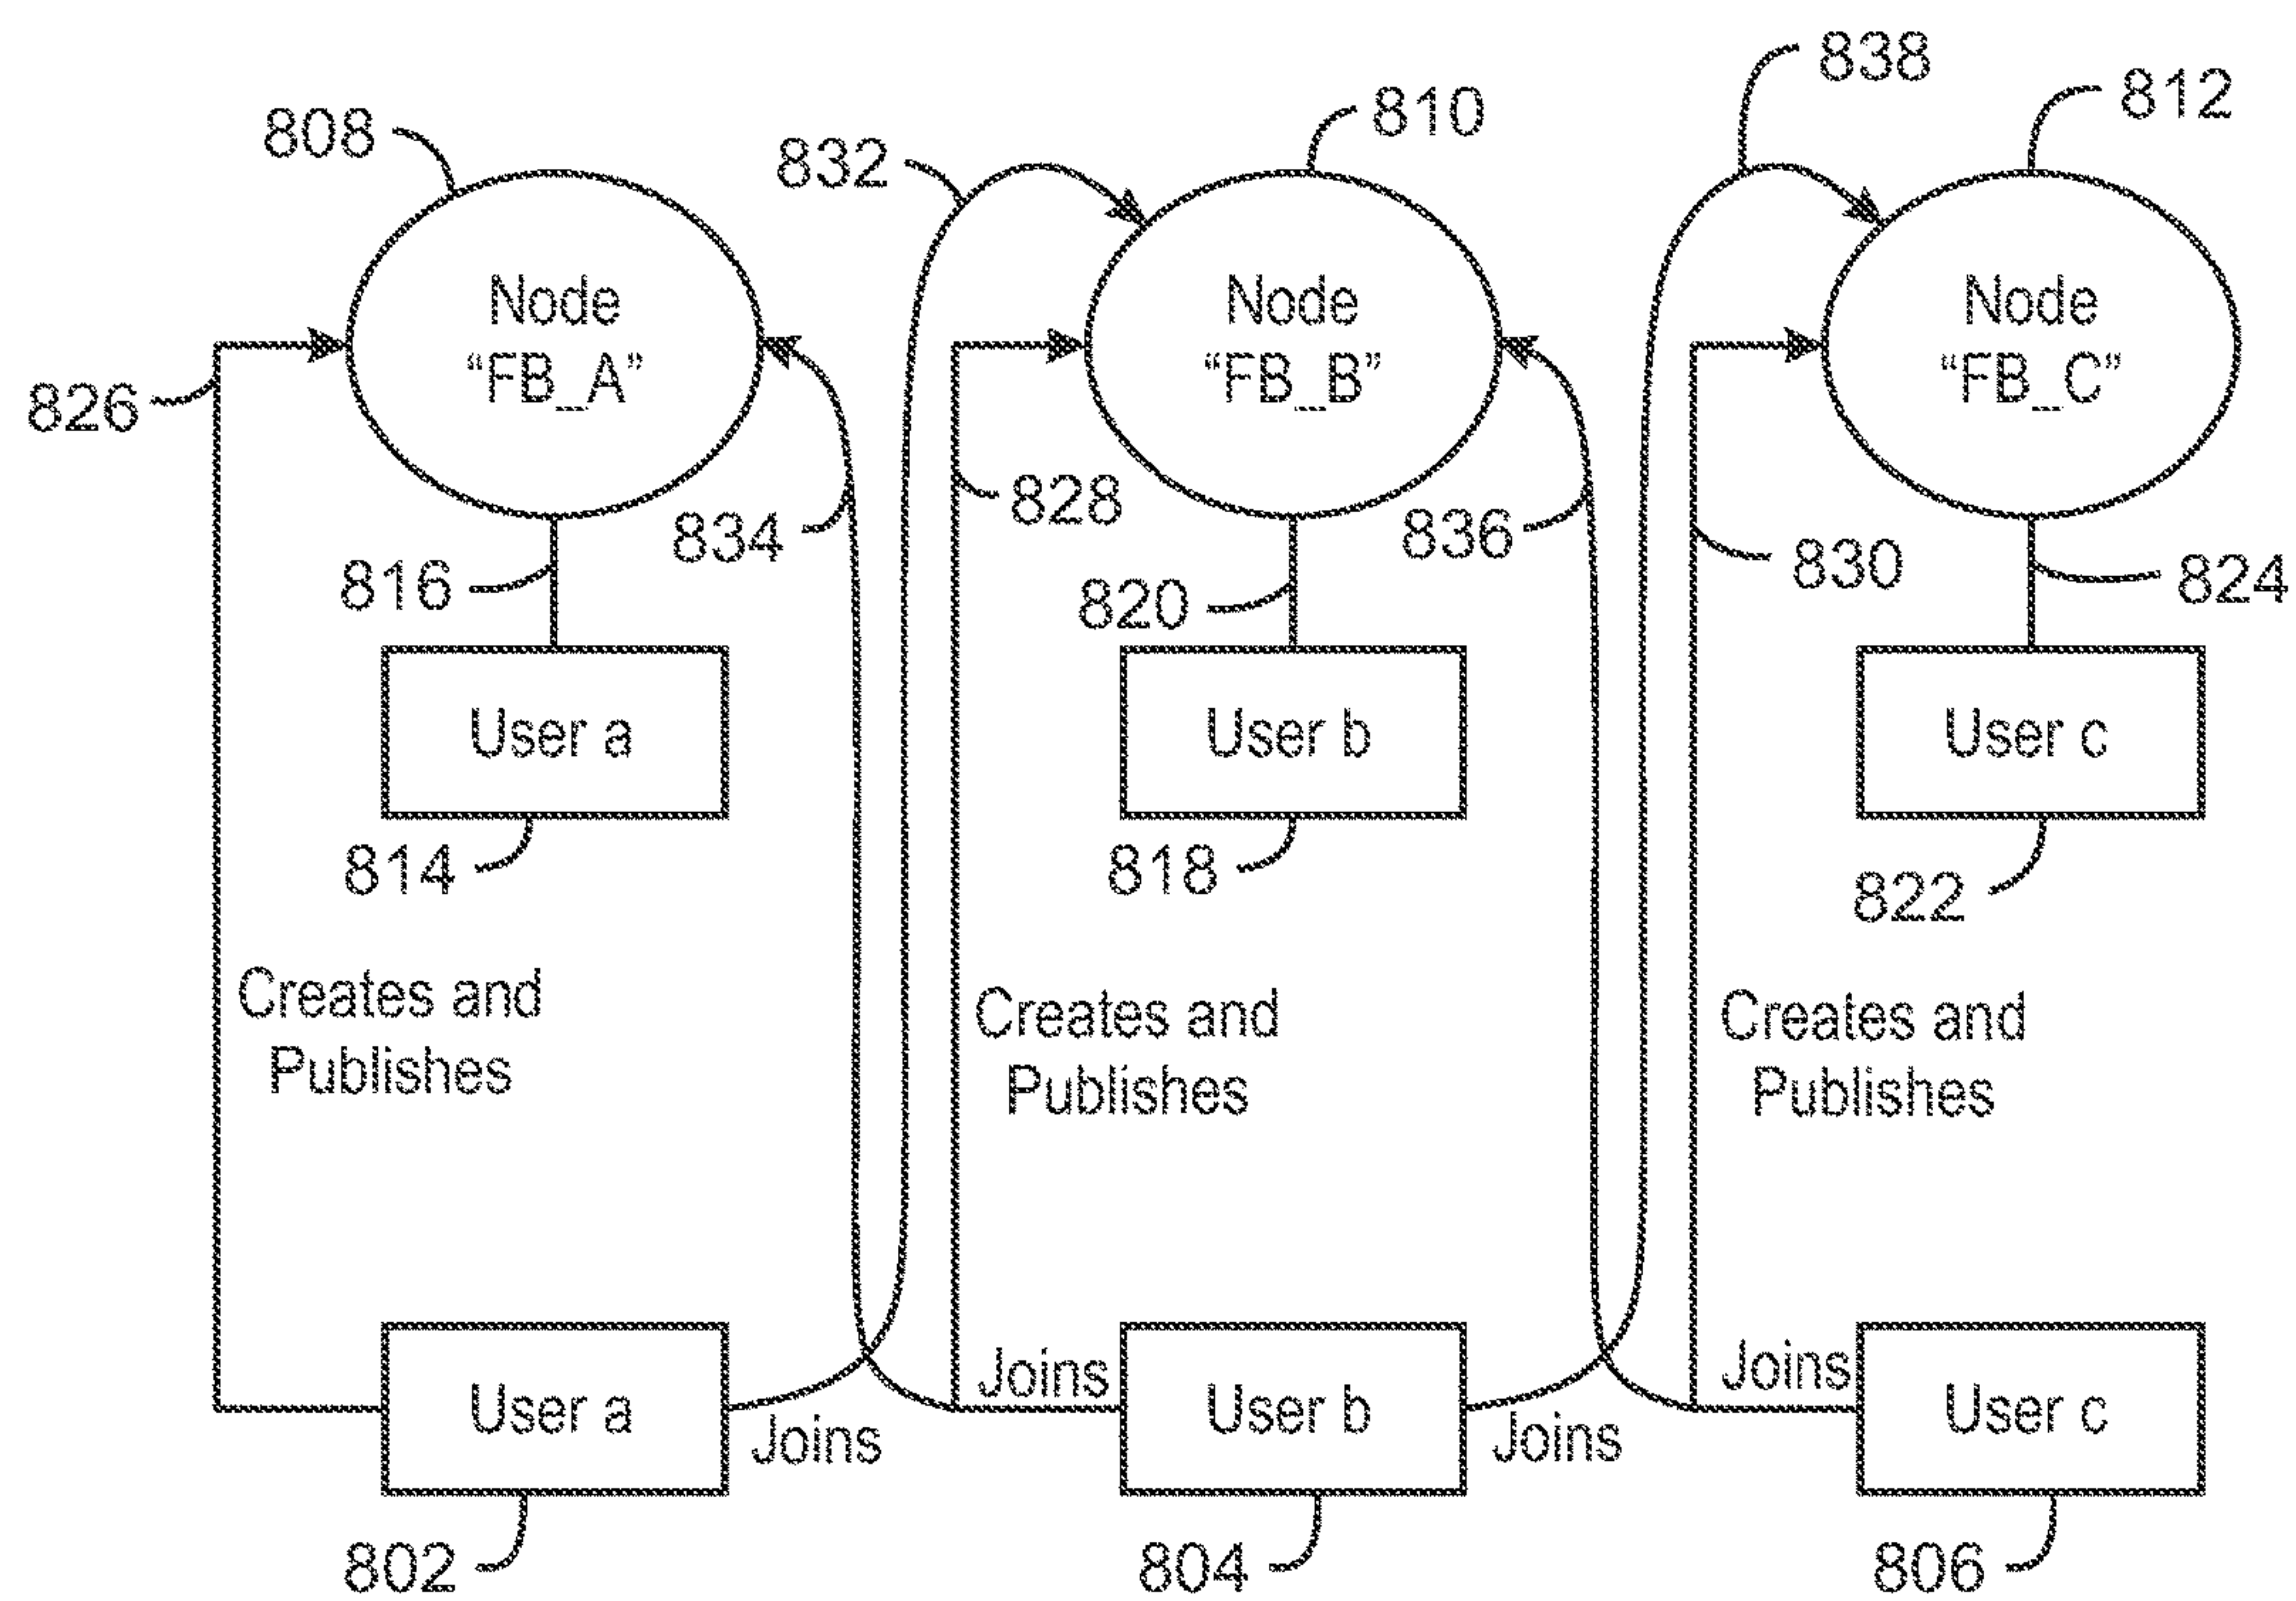 838
812
810
808
832
Node
"FB_A"
Node
"FB_B"
Node
"FB_C"
826
828
834
836
830
824
816
820
User a
User b
User c
814
818
822
Creates and
Publishes
Creates and
Publishes
Creates and
Publishes
Joins
Joins
User a
User b
User c
Joins
Joins
802
804
806